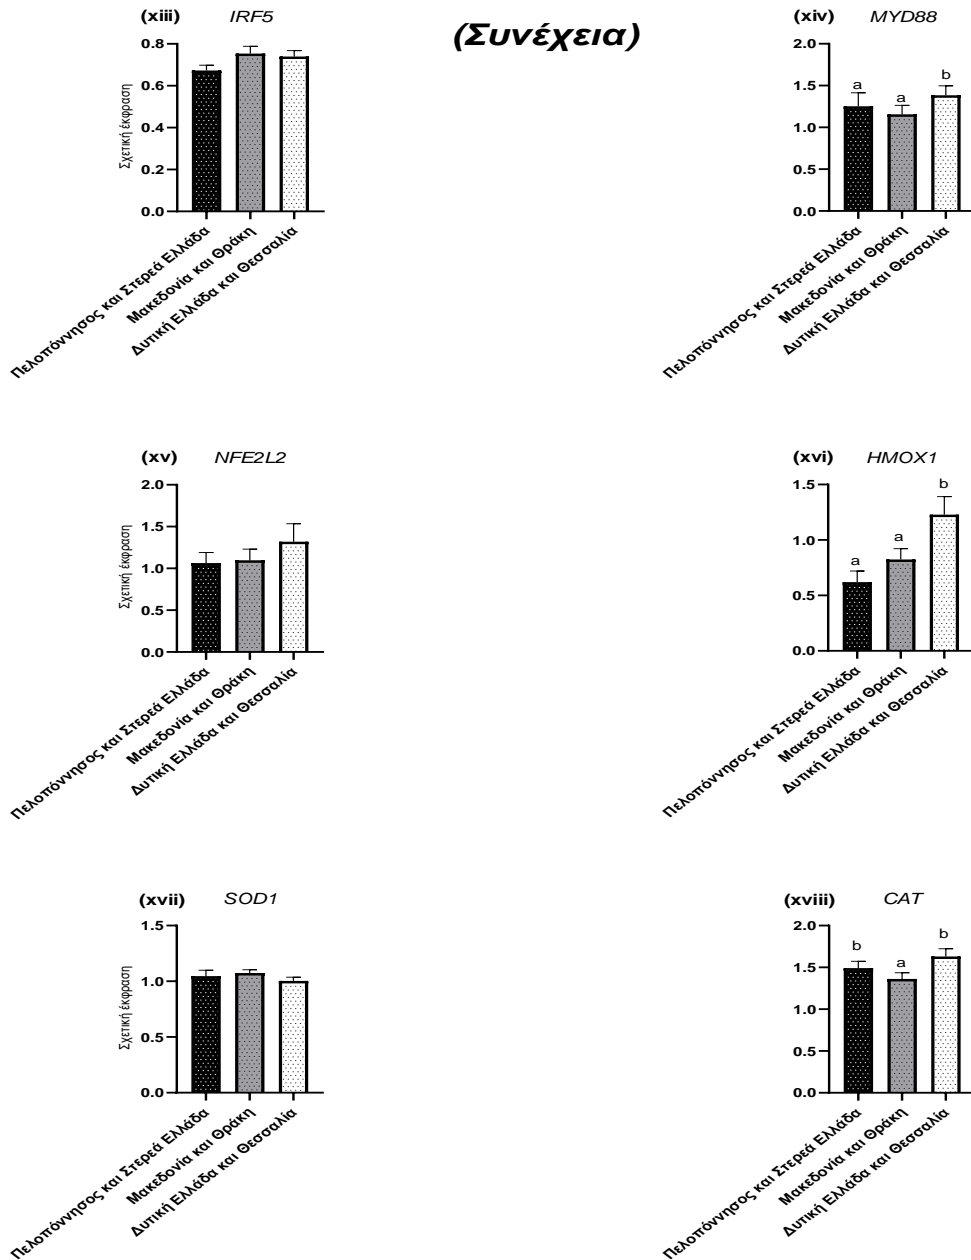 (Συνέχεια)
(xiii) IRF5
0.8
0.6
0.4
0.2
0.0
Σχετική έκφραση
Πελοπόννησος και Στερεά Ελλάδα
Μακεδονία και Θράκη
Δυτική Ελλάδα και Θεσσαλία
(xiv) MYD88
2.0
1.5
1.0
0.5
0.0
a
a
b
Πελοπόννησος και Στερεά Ελλάδα
Μακεδονία και Θράκη
Δυτική Ελλάδα και Θεσσαλία
(xv) NFE2L2
2.0
1.5
1.0
0.5
0.0
Σχετική έκφραση
Πελοπόννησος και Στερεά Ελλάδα
Μακεδονία και Θράκη
Δυτική Ελλάδα και Θεσσαλία
(xvi) HMOX1
1.5
1.0
0.5
0.0
a
a
b
Πελοπόννησος και Στερεά Ελλάδα
Μακεδονία και Θράκη
Δυτική Ελλάδα και Θεσσαλία
(xvii) SOD1
1.5
1.0
0.5
0.0
Σχετική έκφραση
Πελοπόννησος και Στερεά Ελλάδα
Μακεδονία και Θράκη
Δυτική Ελλάδα και Θεσσαλία
(xviii) CAT
2.0
1.5
1.0
0.5
0.0
b
a
b
Πελοπόννησος και Στερεά Ελλάδα
Μακεδονία και Θράκη
Δυτική Ελλάδα και Θεσσαλία